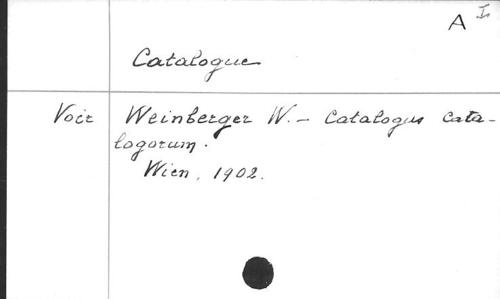 A I
Catalogue
Voir Weinberger W. - Catalogus Cata-
logorum.
Wien, 1902.